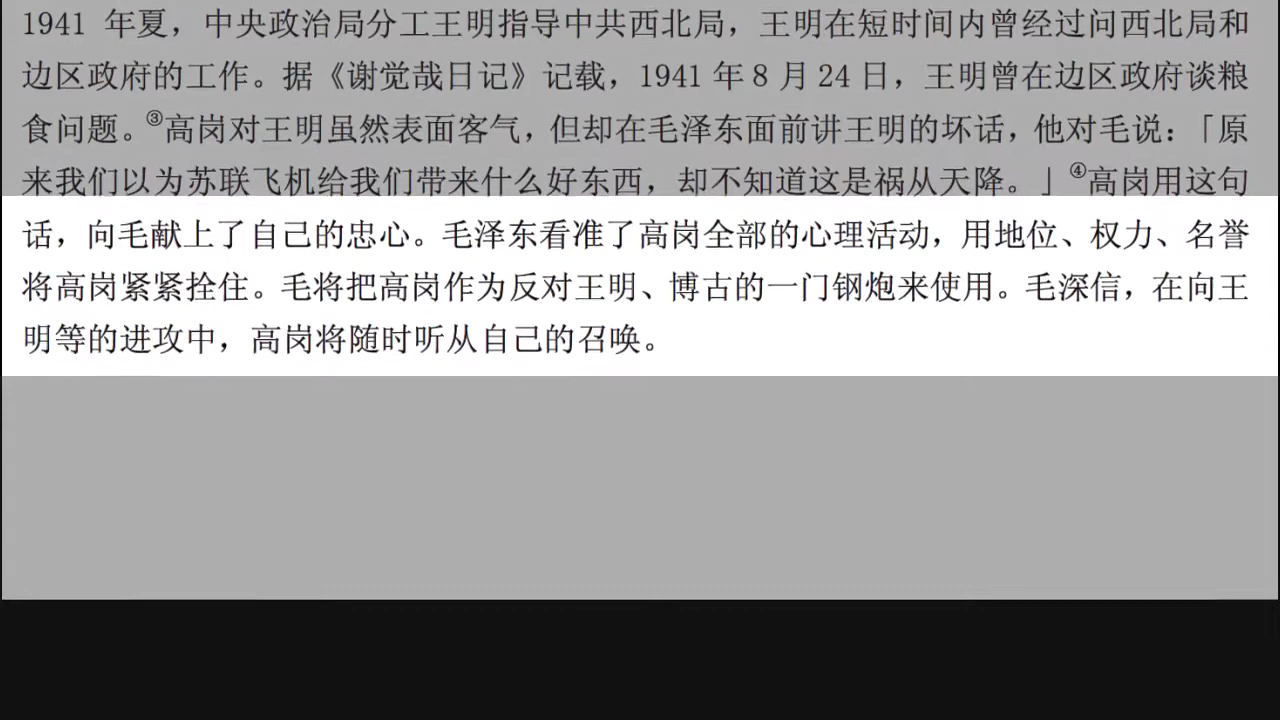 1941 年夏，中央政治局分工王明指导中共西北局，王明在短时间内曾经过问西北局和
边区政府的工作。据《谢觉哉日记》记载，1941 年 8 月 24 日，王明曾在边区政府谈粮
食问题。③高岗对王明虽然表面客气，但却在毛泽东面前讲王明的坏话，他对毛说：「原
来我们以为苏联飞机给我们带来什么好东西，却不知道这是祸从天降。」④高岗用这句
话，向毛献上了自己的忠心。毛泽东看准了高岗全部的心理活动，用地位、权力、名誉
将高岗紧紧拴住。毛将把高岗作为反对王明、博古的一门钢炮来使用。毛深信，在向王
明等的进攻中，高岗将随时听从自己的召唤。